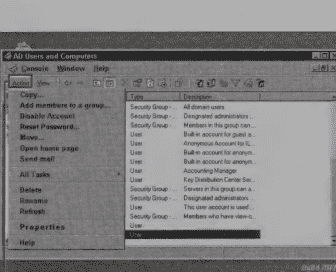 AD Users and Computers
Console Window Help
Action View
Copy...
Add members to a group...
Disable Account
Reset Password...
Move...
Open home page
Send mail
All Tasks
Delete
Rename
Refresh
Properties
Help
Type Description
Security Group - ... All domain users
Security Group - ... Designated administrators ...
Security Group - ... Members in this group can ...
User Built-in account for guest a...
User Anonymous Account for IL...
User Built-in account for anonym...
User Built-in account for anonym...
User Accounting Manager
User Key Distribution Center Ser...
Security Group - ... Servers in this group can a...
Security Group - ... Designated administrators ...
User This user account is used ...
Security Group - ... Members who have view-o...
User
User